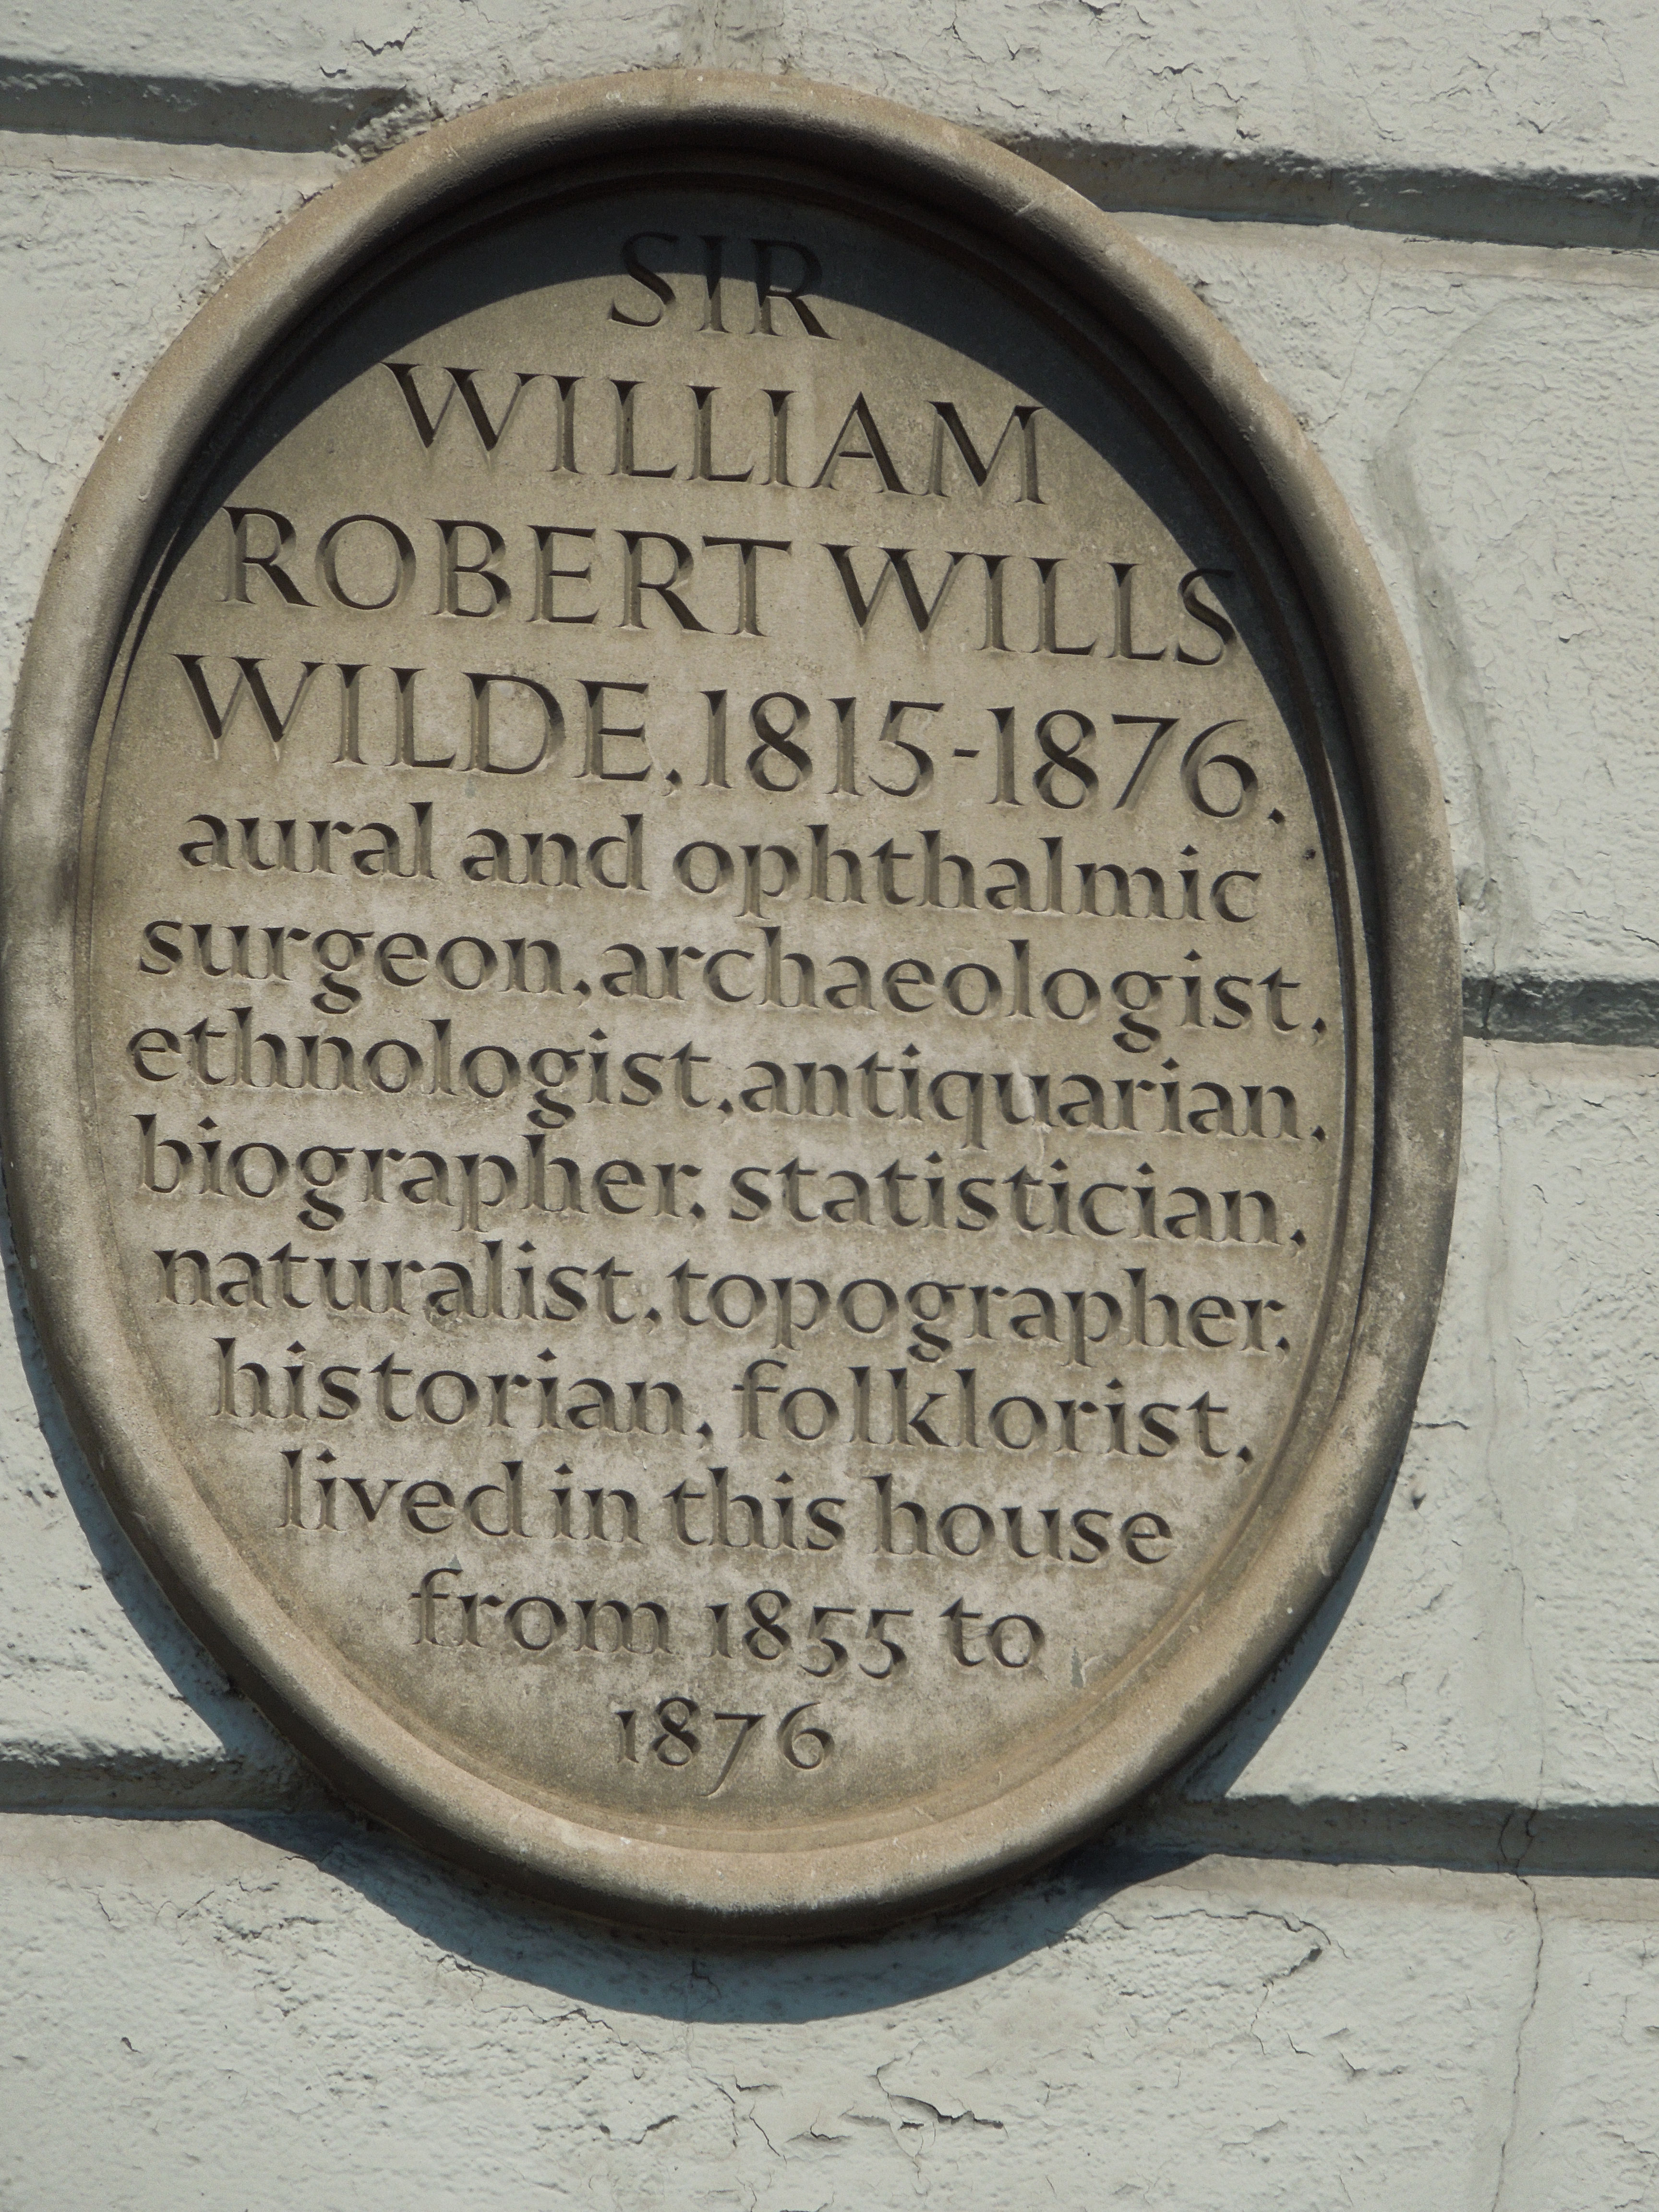 SIR
WILLIAM
ROBERT WILLS
WILDE, 1815-1876.
aural and ophthalmic
surgeon, archaeologist,
ethnologist, antiquarian,
biographer, statistician,
naturalist, topographer,
historian, folklorist,
lived in this house
from 1855 to
1876